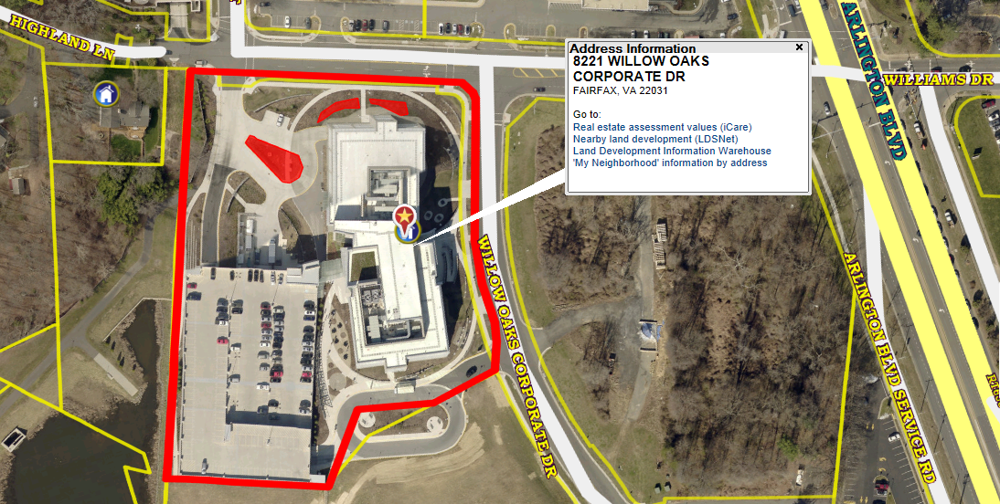 HIGHLAND LN
Address Information
8221 WILLOW OAKS
CORPORATE DR
FAIRFAX, VA 22031
Go to:
Real estate assessment values (iCare)
Nearby land development (LDSNet)
Land Development Information Warehouse
'My Neighborhood' information by address
ARLINGTON BLVD
WILLIAMS DR
WILLOW OAKS CORPORATE DR
ARLINGTON BLVD SERVICE RD